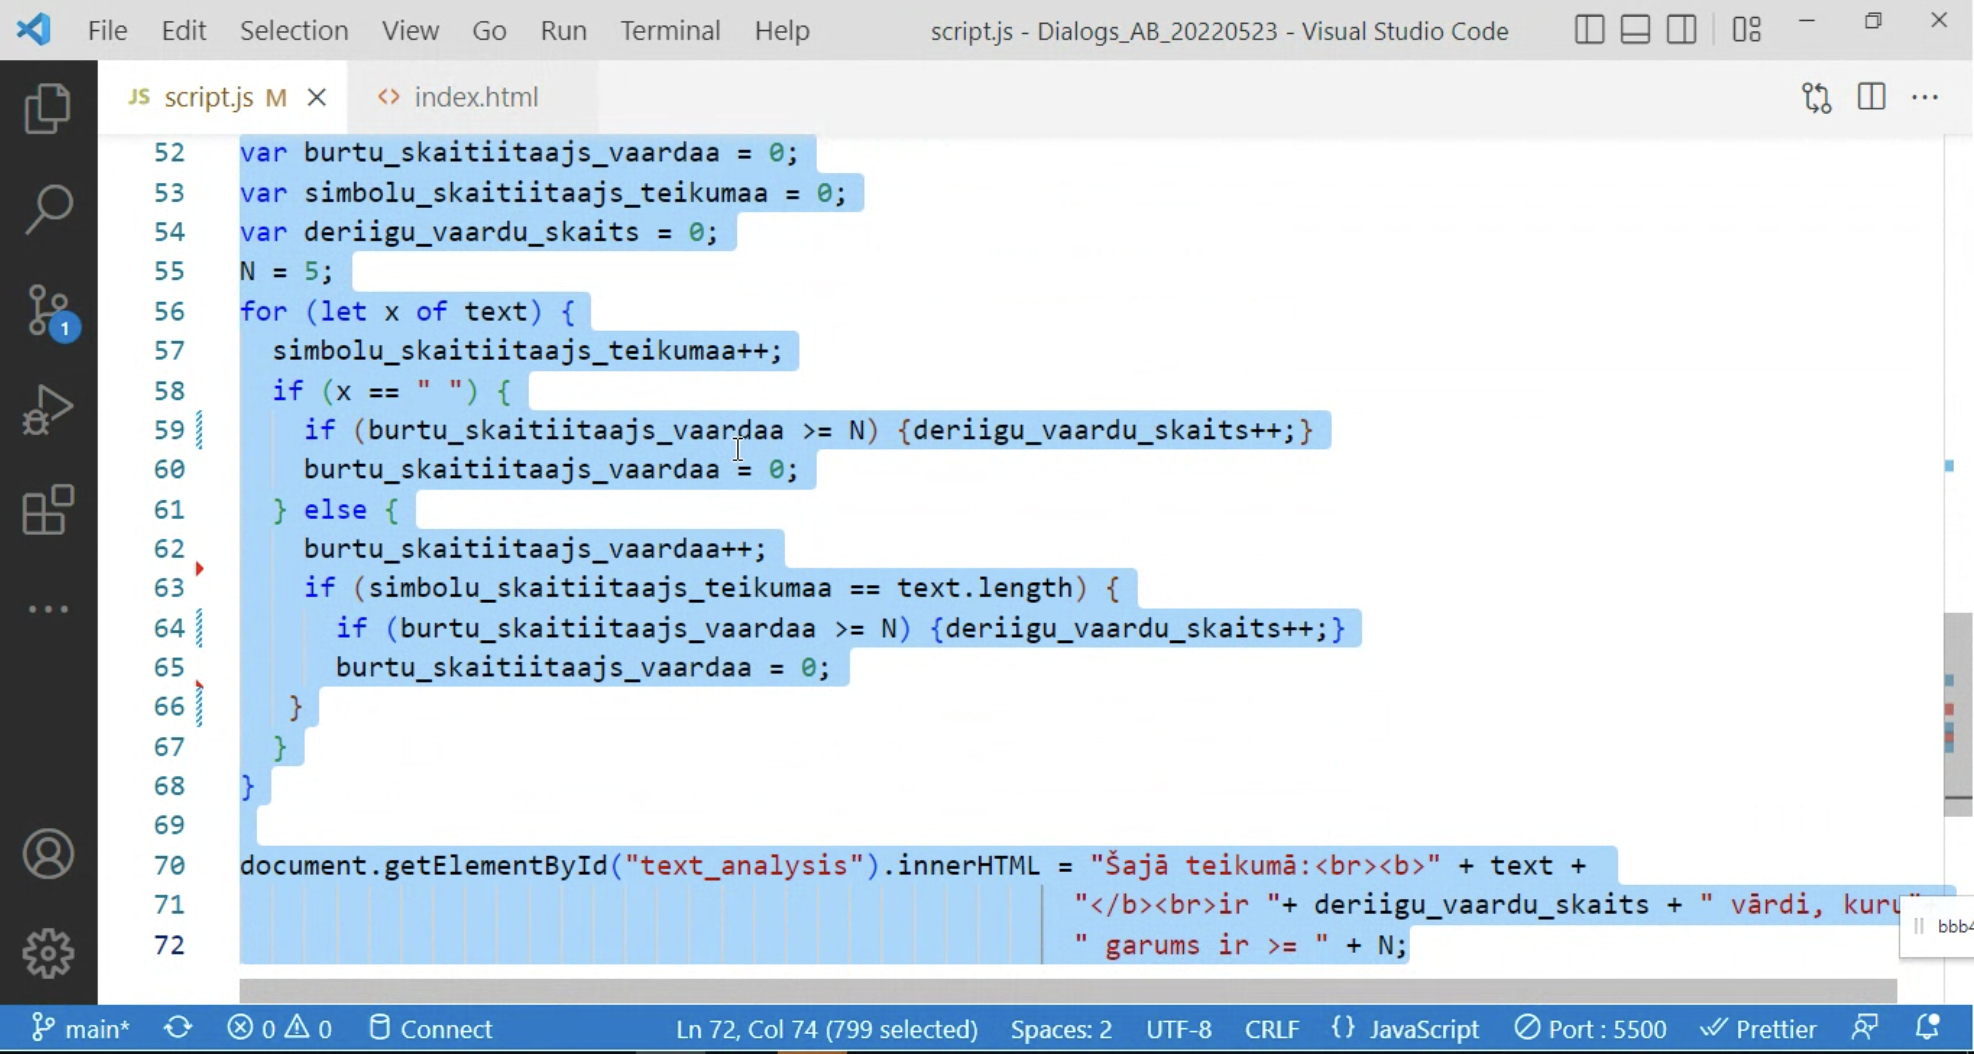 File Edit Selection View Go Run Terminal Help script.js - Dialogs_AB_20220523 - Visual Studio Code
JS script.js M <> index.html
52 var burtu_skaitiitaajs_vaardaa = 0;
53 var simbolu_skaitiitaajs_teikumaa = 0;
54 var deriigu_vaardu_skaits = 0;
55 N = 5;
56 for (let x of text) {
57 simbolu_skaitiitaajs_teikumaa++;
58 if (x == " ") {
59 if (burtu_skaitiitaajs_vaardaa >= N) {deriigu_vaardu_skaits++;}
60 burtu_skaitiitaajs_vaardaa = 0;
61 } else {
62 burtu_skaitiitaajs_vaardaa++;
63 if (simbolu_skaitiitaajs_teikumaa == text.length) {
64 if (burtu_skaitiitaajs_vaardaa >= N) {deriigu_vaardu_skaits++;}
65 burtu_skaitiitaajs_vaardaa = 0;
66 }
67 }
68 }
69
70 document.getElementById("text_analysis").innerHTML = "Šajā teikumā:<br><b>" + text +
71 "</b><br>ir "+ deriigu_vaardu_skaits + " vārdi, kuru"
72 " garums ir >= " + N;
bbb4
1
main* 0 0 Connect Ln 72, Col 74 (799 selected) Spaces: 2 UTF-8 CRLF {} JavaScript Port : 5500 Prettier